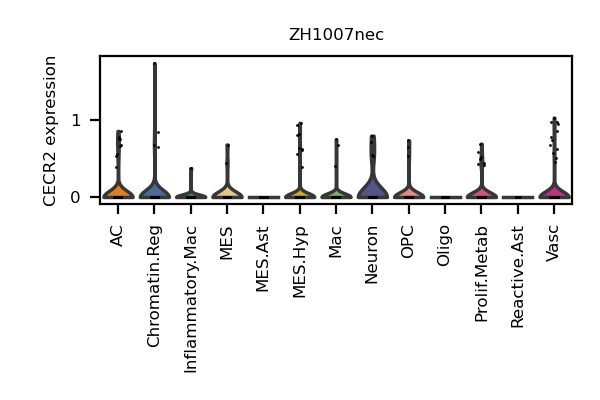 ZH1007nec
CECR2 expression
1
0
AC
Chromatin.Reg
Inflammatory.Mac
MES
MES.Ast
MES.Hyp
Mac
Neuron
OPC
Oligo
Prolif.Metab
Reactive.Ast
Vasc